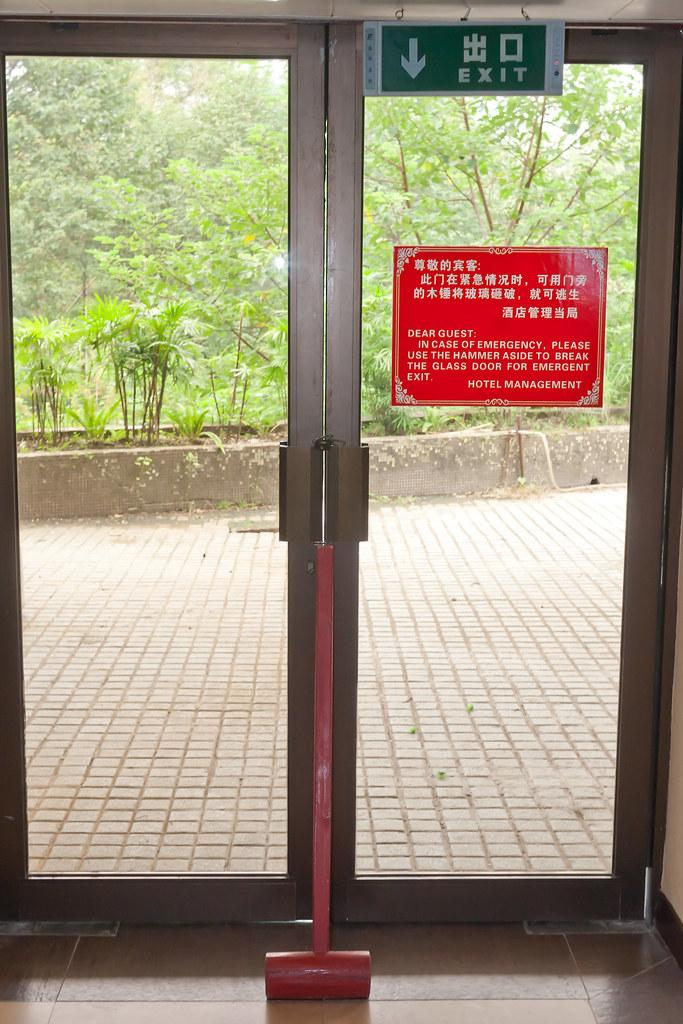 出口
EXIT
尊敬的宾客:
此门在紧急情况时，可用门旁
的木锤将玻璃砸破，就可逃生。
酒店管理当局
DEAR GUEST:
IN CASE OF EMERGENCY, PLEASE
USE THE HAMMER ASIDE TO BREAK
THE GLASS DOOR FOR EMERGENT
EXIT.
HOTEL MANAGEMENT